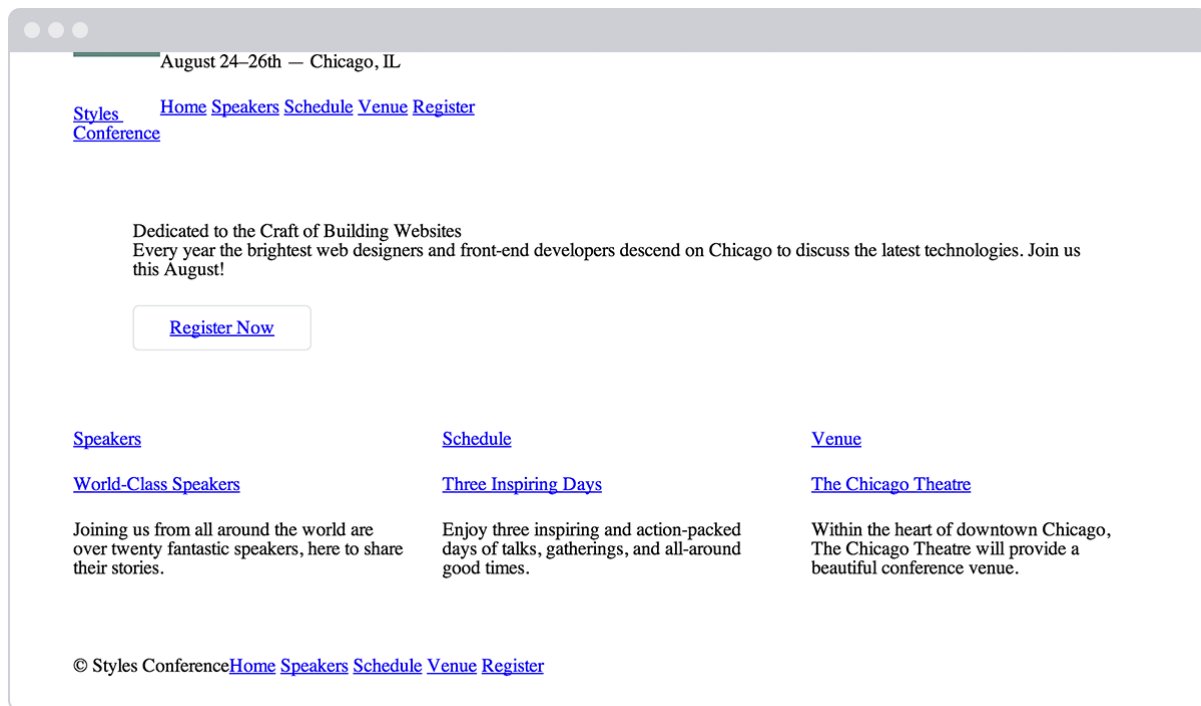 August 24–26th — Chicago, IL
Home Speakers Schedule Venue Register
Styles
Conference
Dedicated to the Craft of Building Websites
Every year the brightest web designers and front-end developers descend on Chicago to discuss the latest technologies. Join us
this August!
Register Now
Speakers
World-Class Speakers
Joining us from all around the world are
over twenty fantastic speakers, here to share
their stories.
Schedule
Three Inspiring Days
Enjoy three inspiring and action-packed
days of talks, gatherings, and all-around
good times.
Venue
The Chicago Theatre
Within the heart of downtown Chicago,
The Chicago Theatre will provide a
beautiful conference venue.
© Styles ConferenceHome Speakers Schedule Venue Register